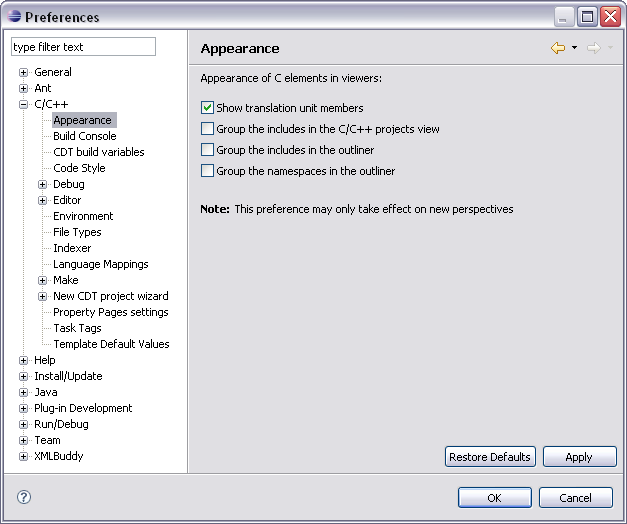 Preferences
type filter text
General
Ant
C/C++
Appearance
Build Console
CDT build variables
Code Style
Debug
Editor
Environment
File Types
Indexer
Language Mappings
Make
New CDT project wizard
Property Pages settings
Task Tags
Template Default Values
Help
Install/Update
Java
Plug-in Development
Run/Debug
Team
XMLBuddy
Appearance
Appearance of C elements in viewers:
Show translation unit members
Group the includes in the C/C++ projects view
Group the includes in the outliner
Group the namespaces in the outliner
Note: This preference may only take effect on new perspectives
Restore Defaults Apply
? OK Cancel